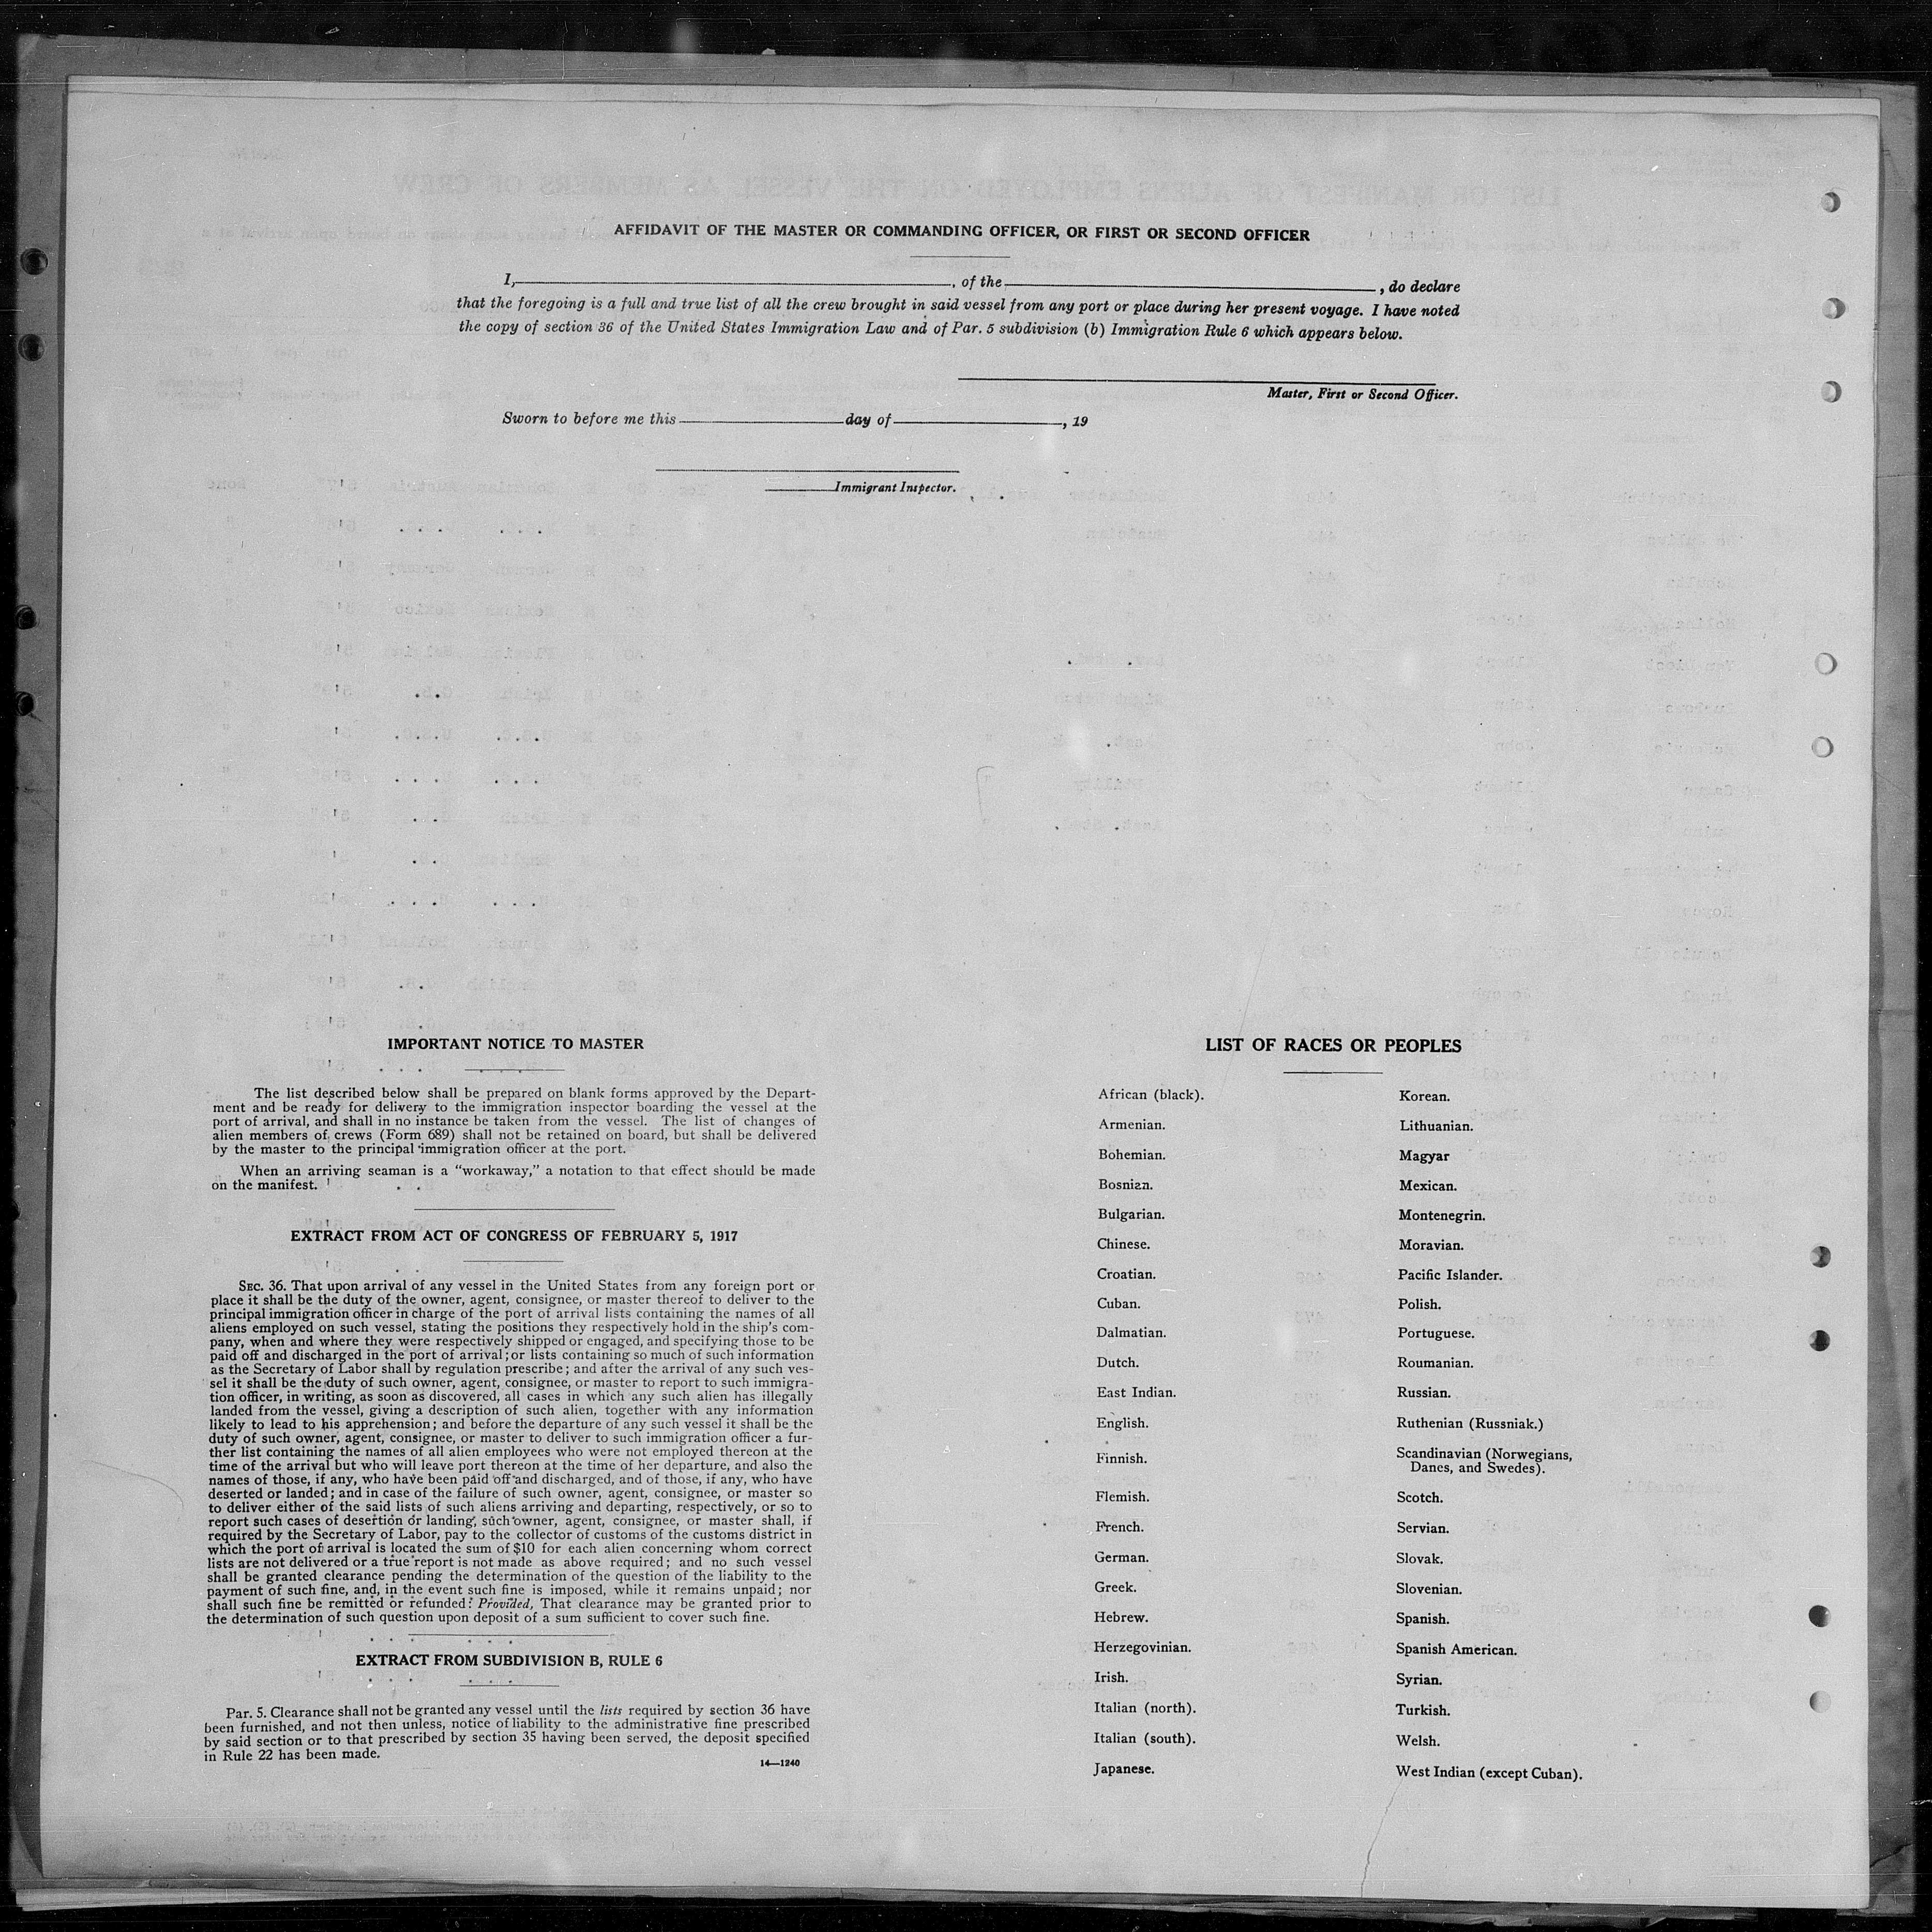 AFFIDAVIT OF THE MASTER OR COMMANDING OFFICER, OR FIRST OR SECOND OFFICER
I, , of the , do declare
that the foregoing is a full and true list of all the crew brought in said vessel from any port or place during her present voyage. I have noted
the copy of section 36 of the United States Immigration Law and of Par. 5 subdivision (b) Immigration Rule 6 which appears below.
Master, First or Second Officer.
Sworn to before me this day of , 19
Immigrant Inspector.
IMPORTANT NOTICE TO MASTER
The list described below shall be prepared on blank forms approved by the Depart-
ment and be ready for delivery to the immigration inspector boarding the vessel at the
port of arrival, and shall in no instance be taken from the vessel. The list of changes of
alien members of crews (Form 689) shall not be retained on board, but shall be delivered
by the master to the principal immigration officer at the port.
When an arriving seaman is a “workaway,” a notation to that effect should be made
on the manifest.
EXTRACT FROM ACT OF CONGRESS OF FEBRUARY 5, 1917
SEC. 36. That upon arrival of any vessel in the United States from any foreign port or
place it shall be the duty of the owner, agent, consignee, or master thereof to deliver to the
principal immigration officer in charge of the port of arrival lists containing the names of all
aliens employed on such vessel, stating the positions they respectively hold in the ship's com-
pany, when and where they were respectively shipped or engaged, and specifying those to be
paid off and discharged in the port of arrival; or lists containing so much of such information
as the Secretary of Labor shall by regulation prescribe; and after the arrival of any such ves-
sel it shall be the duty of such owner, agent, consignee, or master to report to such immigra-
tion officer, in writing, as soon as discovered, all cases in which any such alien has illegally
landed from the vessel, giving a description of such alien, together with any information
likely to lead to his apprehension; and before the departure of any such vessel it shall be the
duty of such owner, agent, consignee, or master to deliver to such immigration officer a fur-
ther list containing the names of all alien employees who were not employed thereon at the
time of the arrival but who will leave port thereon at the time of her departure, and also the
names of those, if any, who have been paid off and discharged, and of those, if any, who have
deserted or landed; and in case of the failure of such owner, agent, consignee, or master so
to deliver either of the said lists of such aliens arriving and departing, respectively, or so to
report such cases of desertion or landing, such owner, agent, consignee, or master shall, if
required by the Secretary of Labor, pay to the collector of customs of the customs district in
which the port of arrival is located the sum of $10 for each alien concerning whom correct
lists are not delivered or a true report is not made as above required; and no such vessel
shall be granted clearance pending the determination of the question of the liability to the
payment of such fine, and, in the event such fine is imposed, while it remains unpaid; nor
shall such fine be remitted or refunded: Provided, That clearance may be granted prior to
the determination of such question upon deposit of a sum sufficient to cover such fine.
EXTRACT FROM SUBDIVISION B, RULE 6
Par. 5. Clearance shall not be granted any vessel until the lists required by section 36 have
been furnished, and not then unless, notice of liability to the administrative fine prescribed
by said section or to that prescribed by section 35 having been served, the deposit specified
in Rule 22 has been made.
14—1240
LIST OF RACES OR PEOPLES
African (black).
Armenian.
Bohemian.
Bosnian.
Bulgarian.
Chinese.
Croatian.
Cuban.
Dalmatian.
Dutch.
East Indian.
English.
Finnish.
Flemish.
French.
German.
Greek.
Hebrew.
Herzegovinian.
Irish.
Italian (north).
Italian (south).
Japanese.
Korean.
Lithuanian.
Magyar
Mexican.
Montenegrin.
Moravian.
Pacific Islander.
Polish.
Portuguese.
Roumanian.
Russian.
Ruthenian (Russniak.)
Scandinavian (Norwegians,
Danes, and Swedes).
Scotch.
Servian.
Slovak.
Slovenian.
Spanish.
Spanish American.
Syrian.
Turkish.
Welsh.
West Indian (except Cuban).